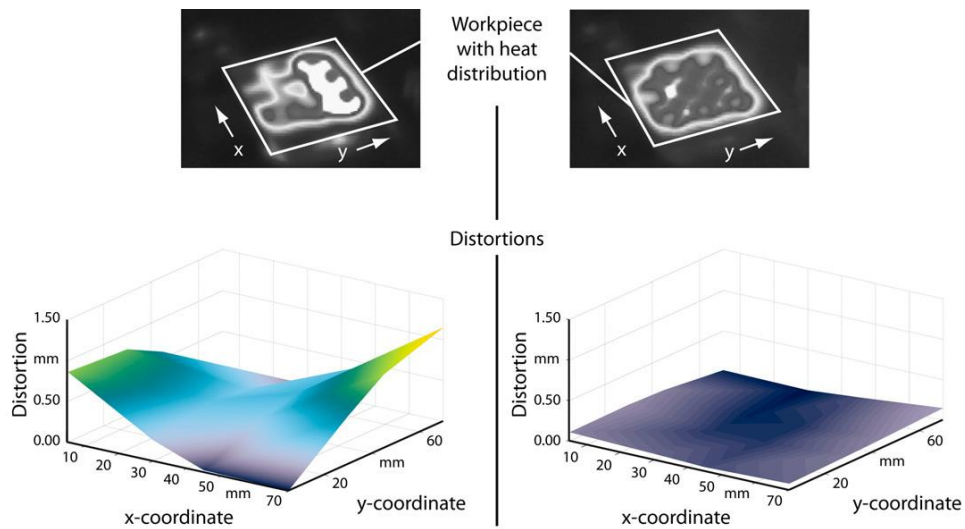 Workpiece
with heat
distribution
x
y
x
y
Distortions
1.50
mm
0.50
0.00
Distortion
10
20
30
40
50
mm
70
x-coordinate
20
mm
60
y-coordinate
1.50
mm
0.50
0.00
Distortion
10
20
30
40
50
mm
70
x-coordinate
20
mm
60
y-coordinate